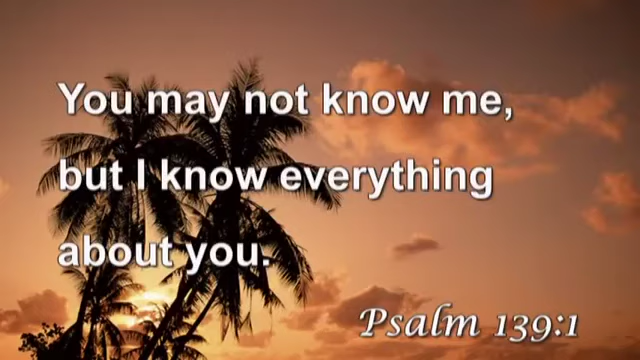 You may not know me,
but I know everything
about you.
Psalm 139:1